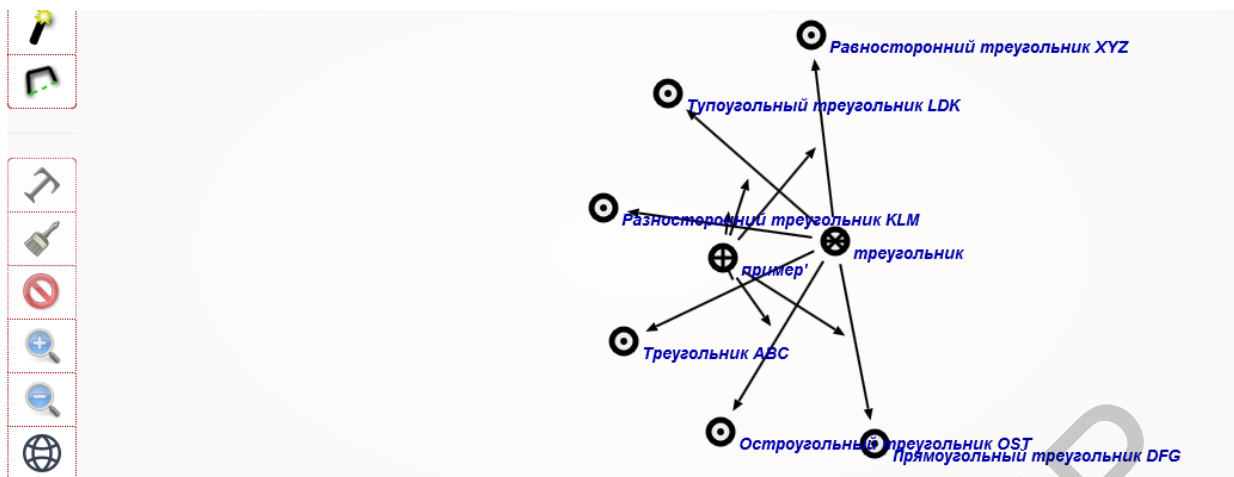 Равносторонний треугольник XYZ
Тупоугольный треугольник LDK
Разносторонний треугольник KLM
треугольник
пример'
Треугольник ABC
Остроугольный треугольник OST
Прямоугольный треугольник DFG